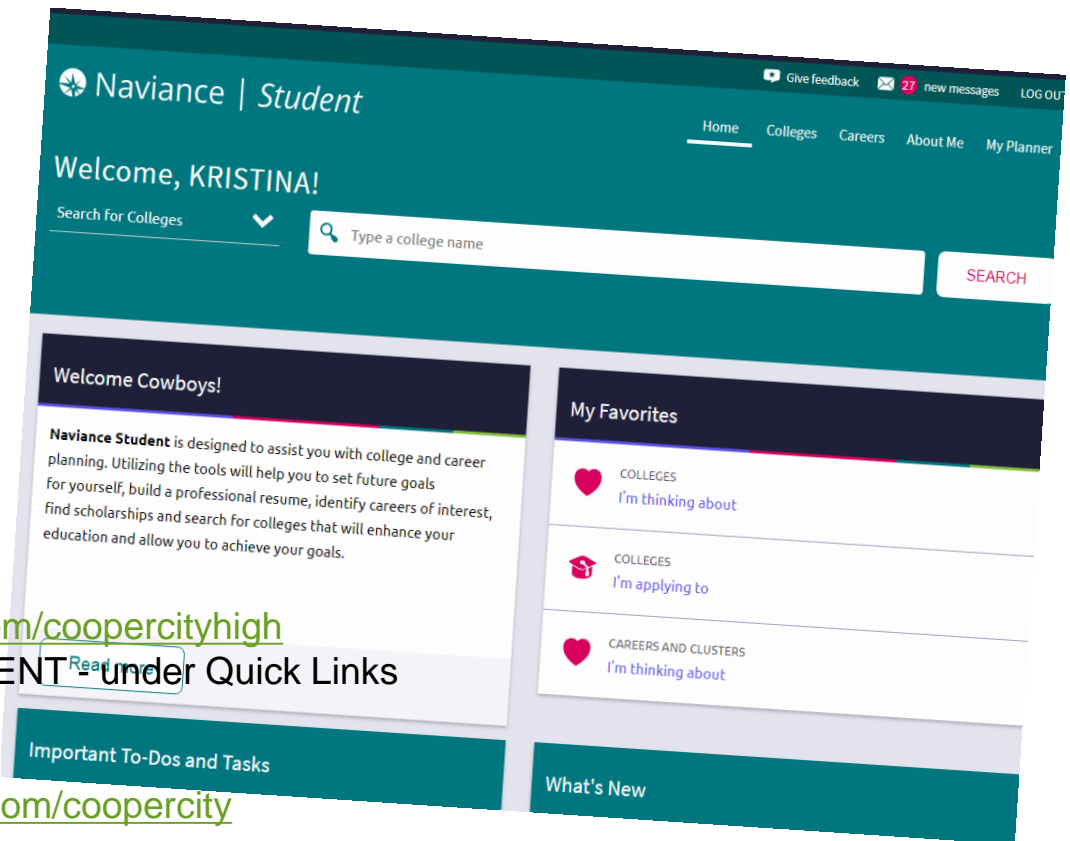 Give feedback 27 new messages LOG OUT
Naviance | Student
Home Colleges Careers About Me My Planner
Welcome, KRISTINA!
Search for Colleges
Type a college name
SEARCH
Welcome Cowboys!
Naviance Student is designed to assist you with college and career
planning. Utilizing the tools will help you to set future goals
for yourself, build a professional resume, identify careers of interest,
find scholarships and search for colleges that will enhance your
education and allow you to achieve your goals.
Read more
My Favorites
COLLEGES
I'm thinking about
COLLEGES
I'm applying to
CAREERS AND CLUSTERS
I'm thinking about
om/coopercityhigh
ENT - under Quick Links
Important To-Dos and Tasks
What's New
om/coopercity